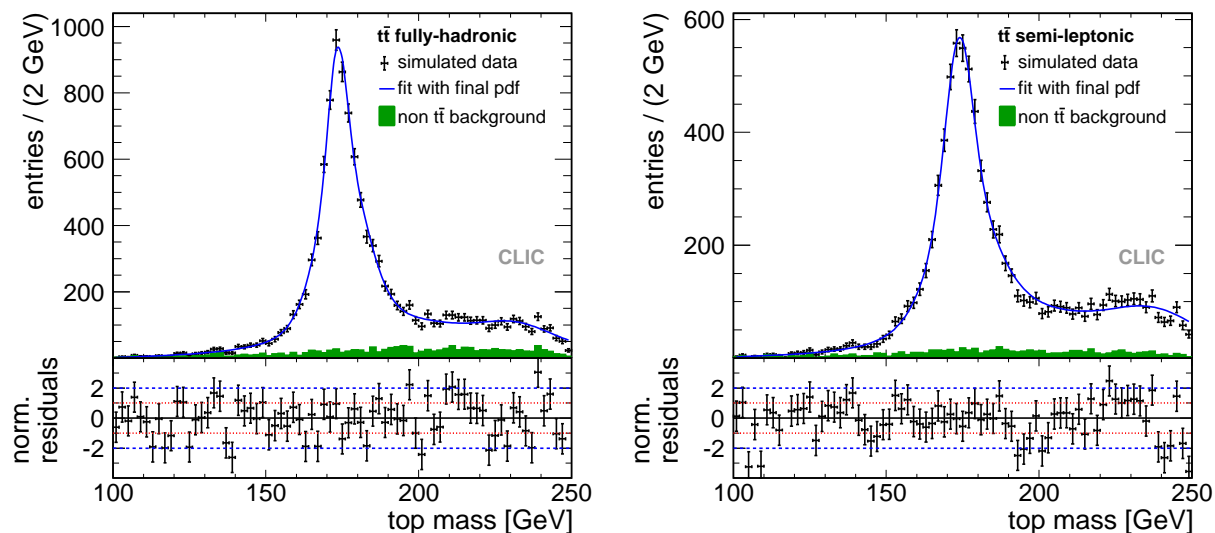 entries / (2 GeV)
1000
800
600
400
200
tt̄ fully-hadronic
simulated data
fit with final pdf
non tt̄ background
CLIC
norm.
residuals
2
0
-2
100
150
200
250
top mass [GeV]
entries / (2 GeV)
600
400
200
tt̄ semi-leptonic
simulated data
fit with final pdf
non tt̄ background
CLIC
norm.
residuals
2
0
-2
100
150
200
250
top mass [GeV]